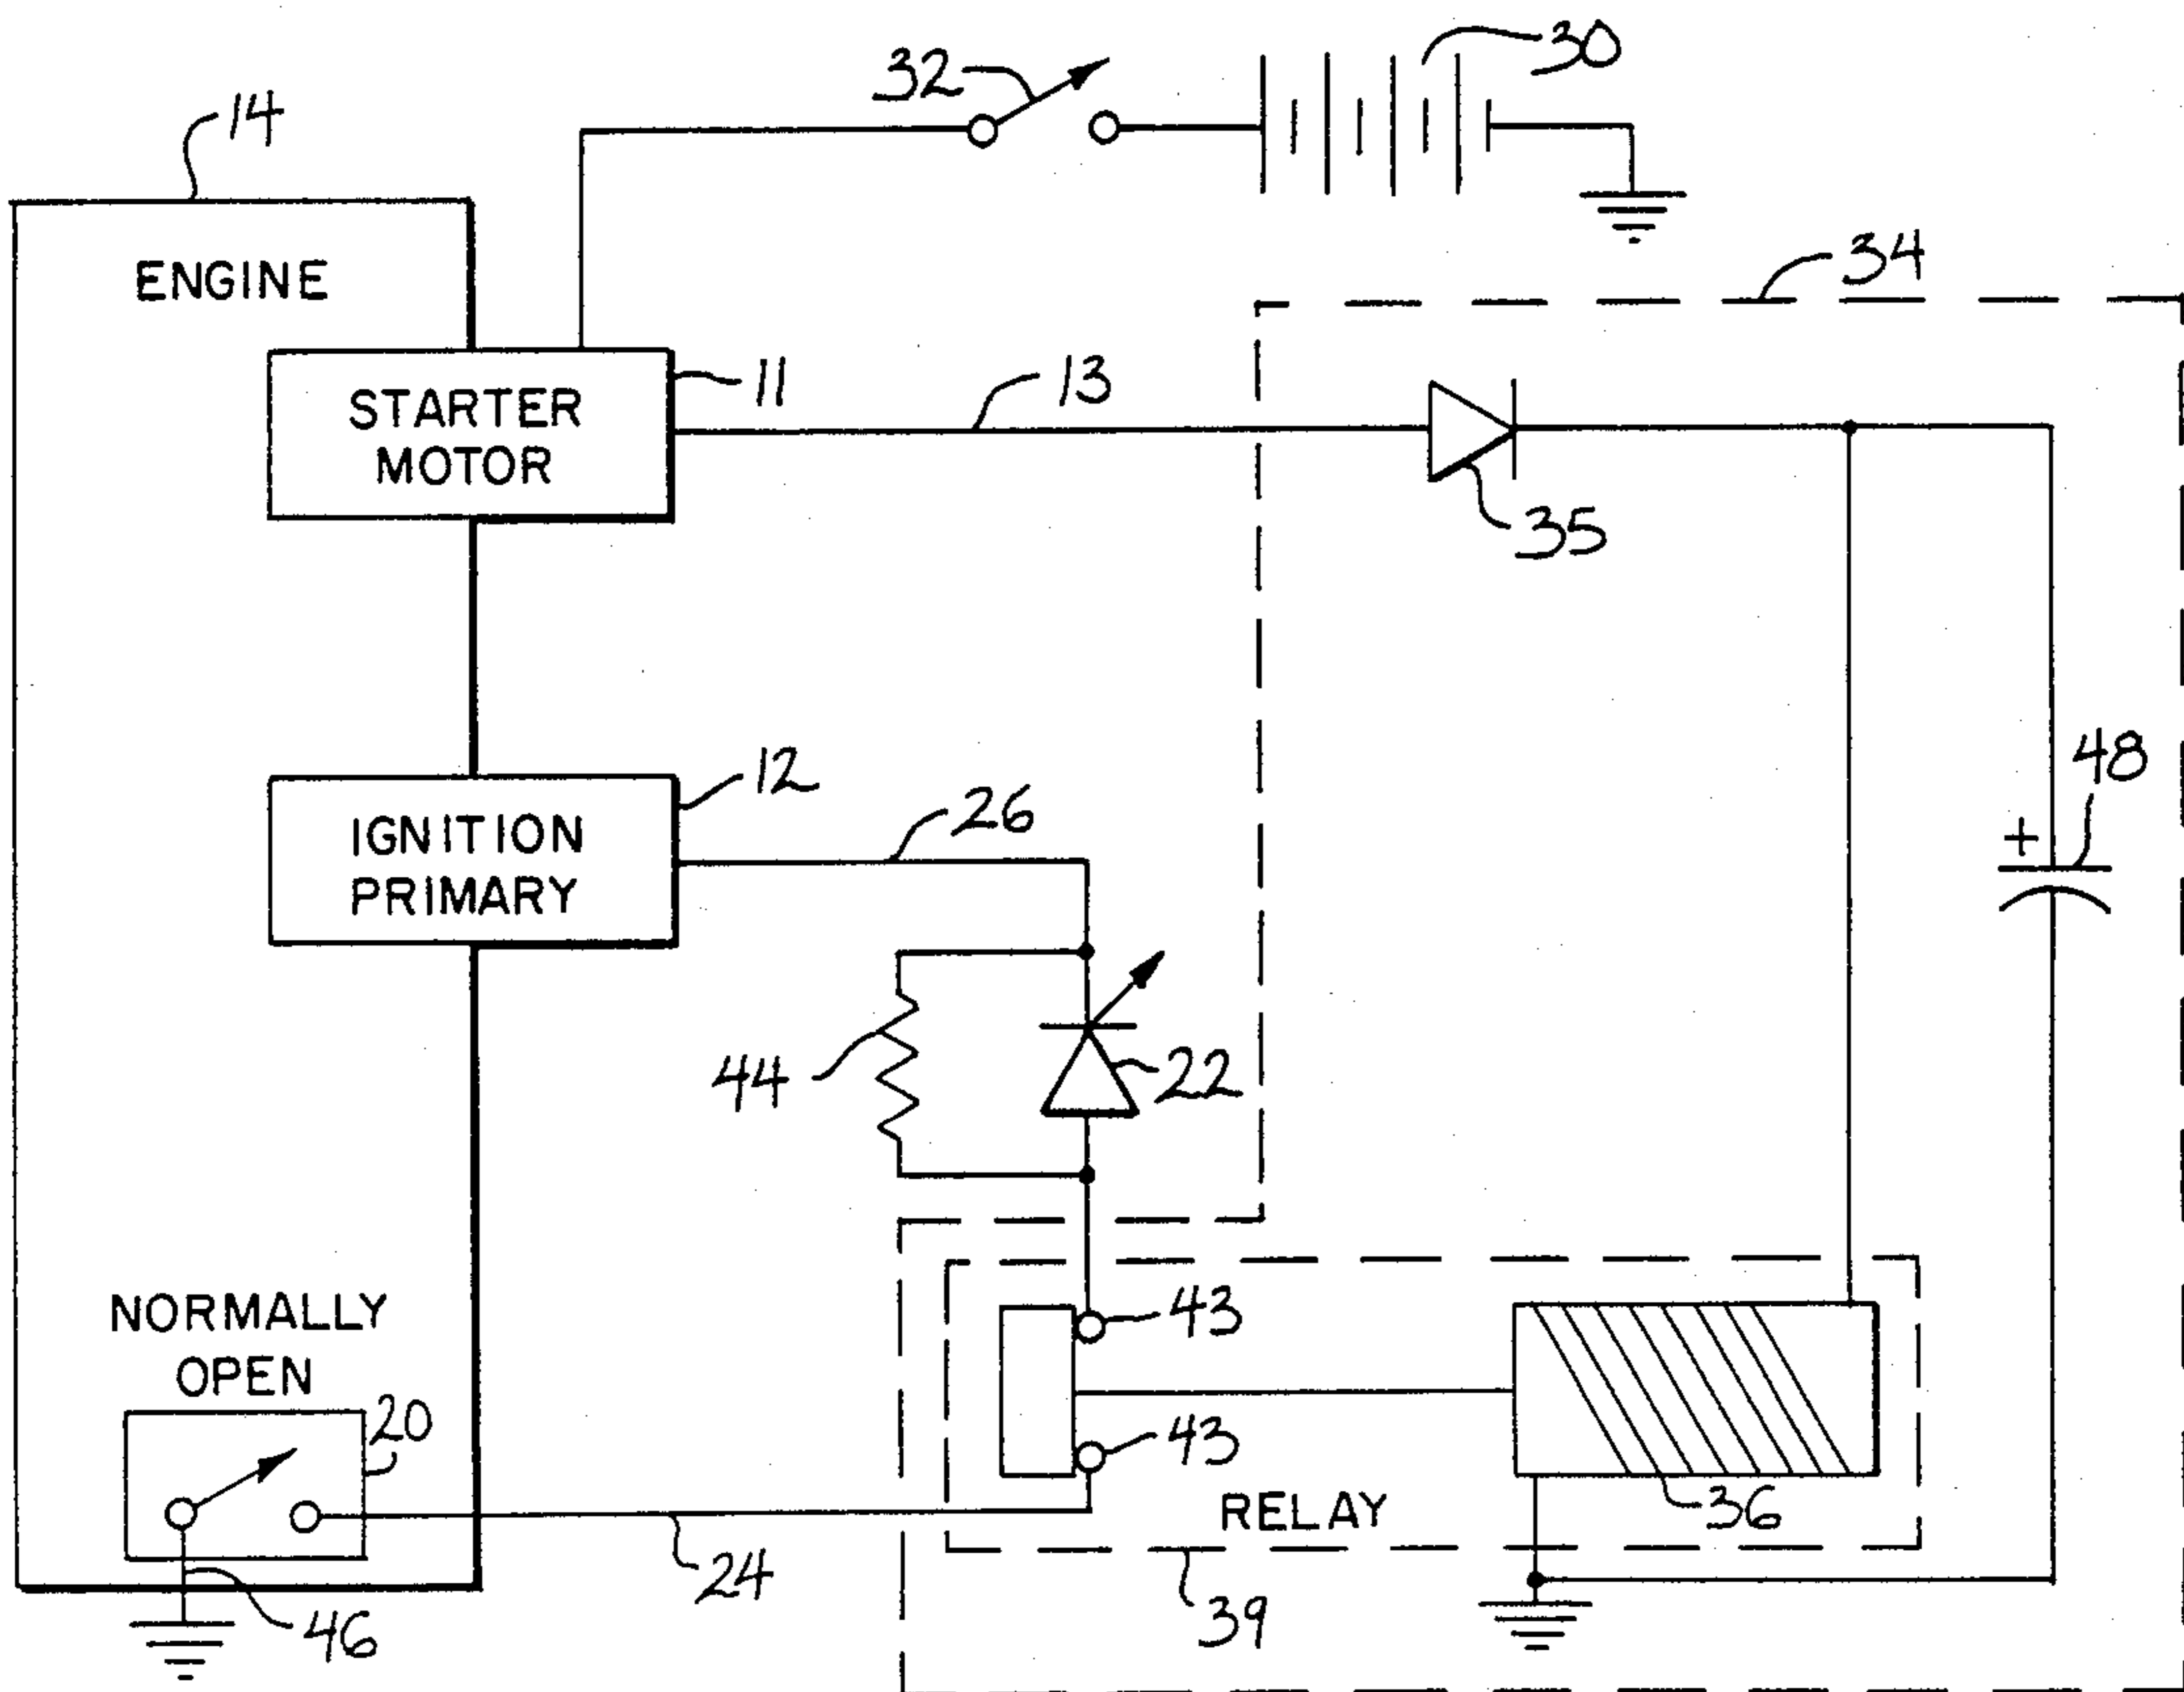 30
32
14
ENGINE
34
11
13
STARTER
MOTOR
35
12
48
26
+
IGNITION
PRIMARY
44
22
NORMALLY
OPEN
43
20
43
RELAY
36
24
39
46